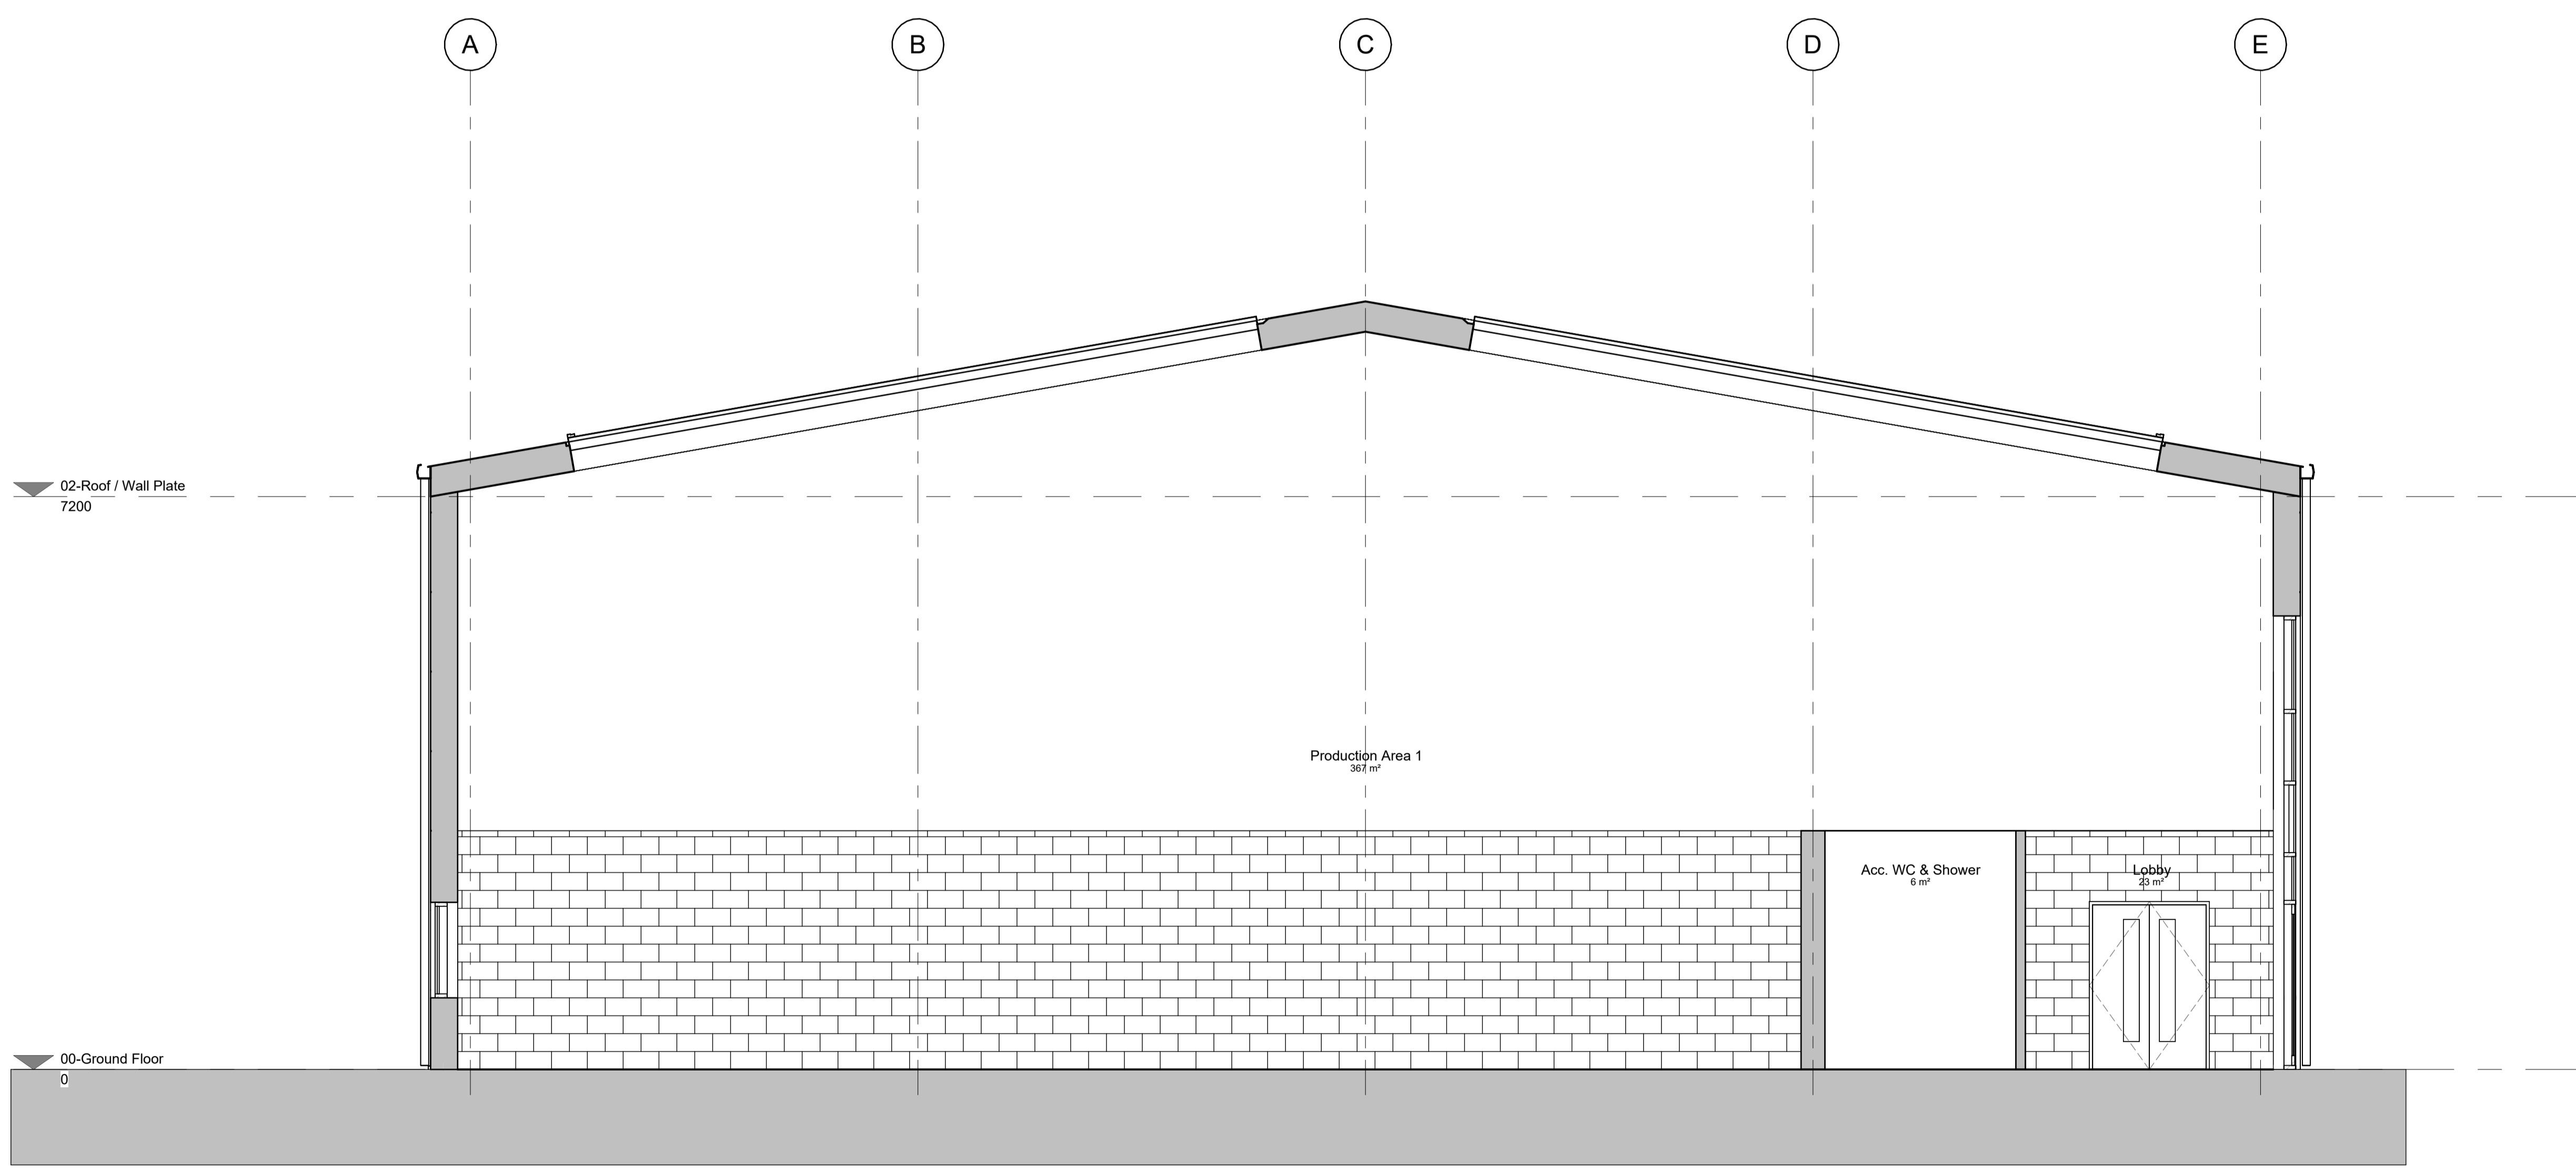 A
B
C
D
E
02-Roof / Wall Plate
7200
Production Area 1
367 m²
Acc. WC & Shower
6 m²
Lobby
23 m²
00-Ground Floor
0